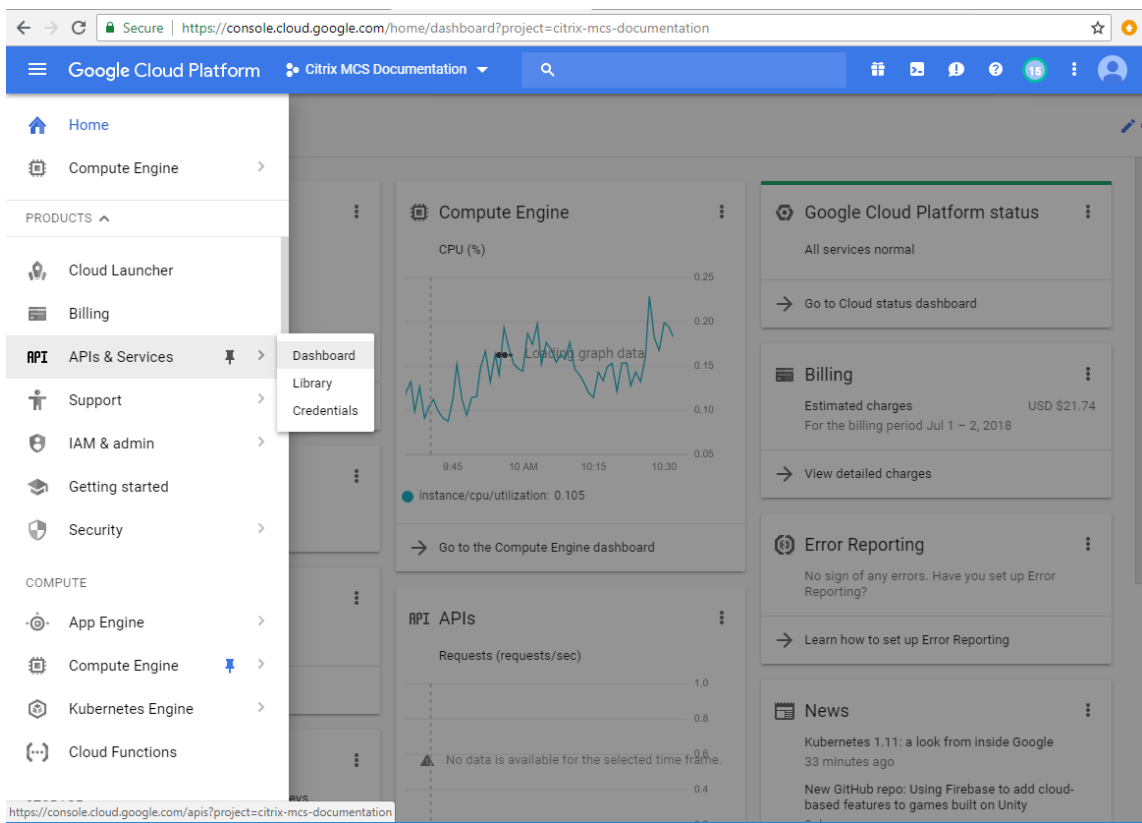 Secure | https://console.cloud.google.com/home/dashboard?project=citrix-mcs-documentation
Google Cloud Platform
Citrix MCS Documentation
15
Home
Compute Engine
PRODUCTS
Cloud Launcher
Billing
API APIs & Services
Support
IAM & admin
Getting started
Security
COMPUTE
App Engine
Compute Engine
Kubernetes Engine
Cloud Functions
Dashboard
Library
Credentials
Compute Engine
CPU (%)
0.25
0.20
0.15
0.10
0.05
Loading graph data
9:45 10 AM 10:15 10:30
instance/cpu/utilization: 0.105
Go to the Compute Engine dashboard
API APIs
Requests (requests/sec)
1.0
0.8
0.6
0.4
No data is available for the selected time frame.
Google Cloud Platform status
All services normal
Go to Cloud status dashboard
Billing
Estimated charges USD $21.74
For the billing period Jul 1 – 2, 2018
View detailed charges
Error Reporting
No sign of any errors. Have you set up Error
Reporting?
Learn how to set up Error Reporting
News
Kubernetes 1.11: a look from inside Google
33 minutes ago
New GitHub repo: Using Firebase to add cloud-
based features to games built on Unity
https://console.cloud.google.com/apis?project=citrix-mcs-documentation